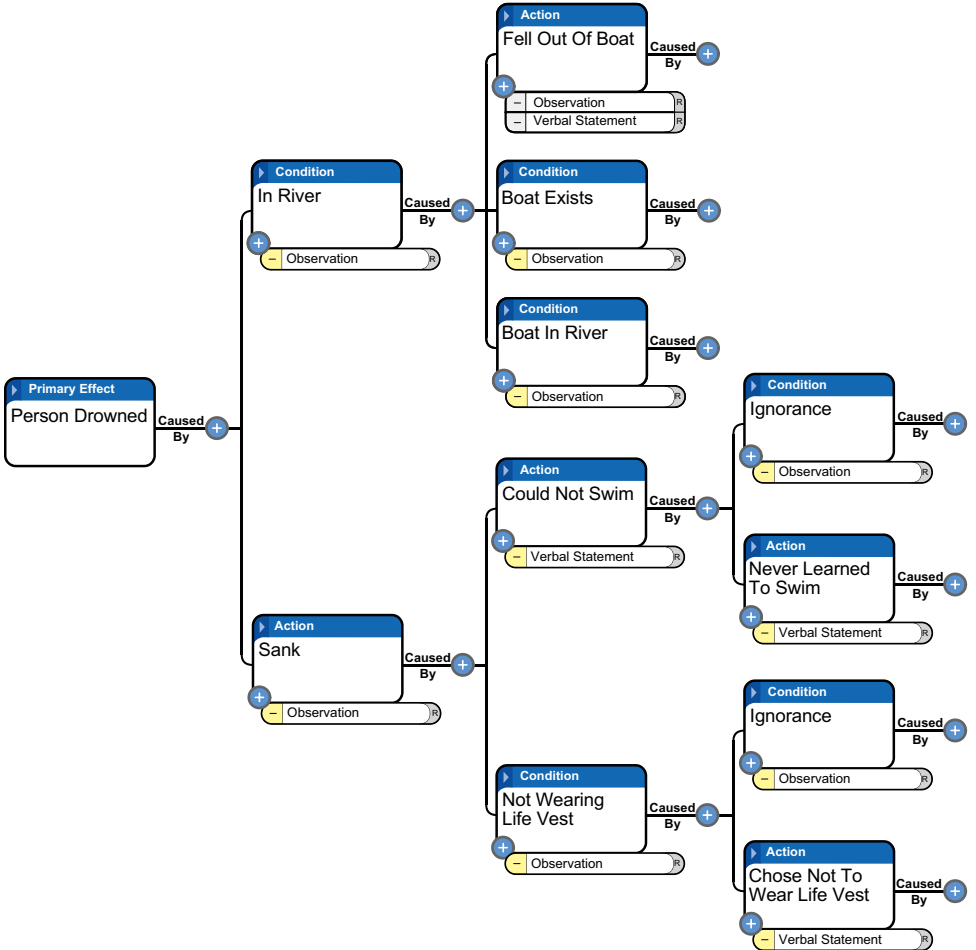 Action
Fell Out Of Boat
Caused
By
– Observation R
– Verbal Statement R
Condition
In River
Caused
By
– Observation R
Condition
Boat Exists
Caused
By
– Observation R
Condition
Boat In River
Caused
By
– Observation R
Primary Effect
Person Drowned
Caused
By
Condition
Ignorance
Caused
By
– Observation R
Action
Could Not Swim
Caused
By
– Verbal Statement R
Action
Never Learned
To Swim
Caused
By
– Verbal Statement R
Action
Sank
Caused
By
– Observation R
Condition
Ignorance
Caused
By
– Observation R
Condition
Not Wearing
Life Vest
Caused
By
– Observation R
Action
Chose Not To
Wear Life Vest
Caused
By
– Verbal Statement R